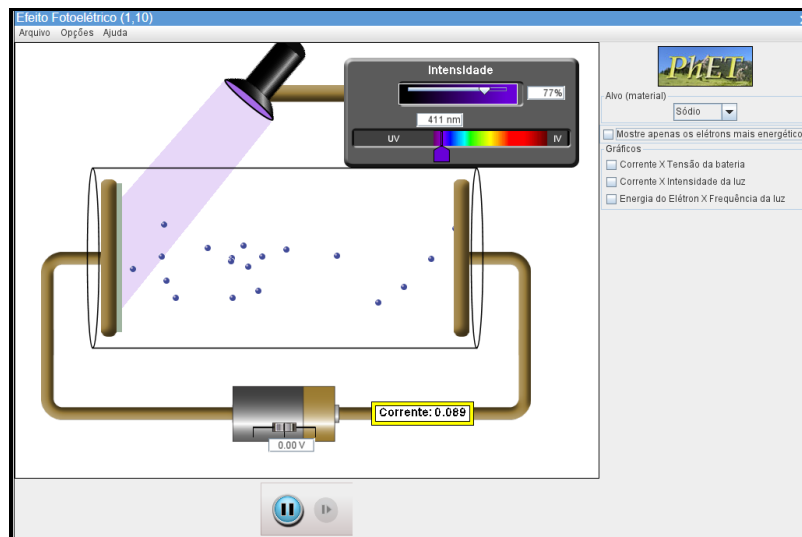 Efeito Fotoelétrico (1,10)
Arquivo Opções Ajuda
Intensidade
77%
411 nm
UV
IV
PhET
Alvo (material)
Sódio
Mostre apenas os elétrons mais energético
Gráficos
Corrente X Tensão da bateria
Corrente X Intensidade da luz
Energia do Elétron X Frequência da luz
Corrente: 0.089
0.00 V